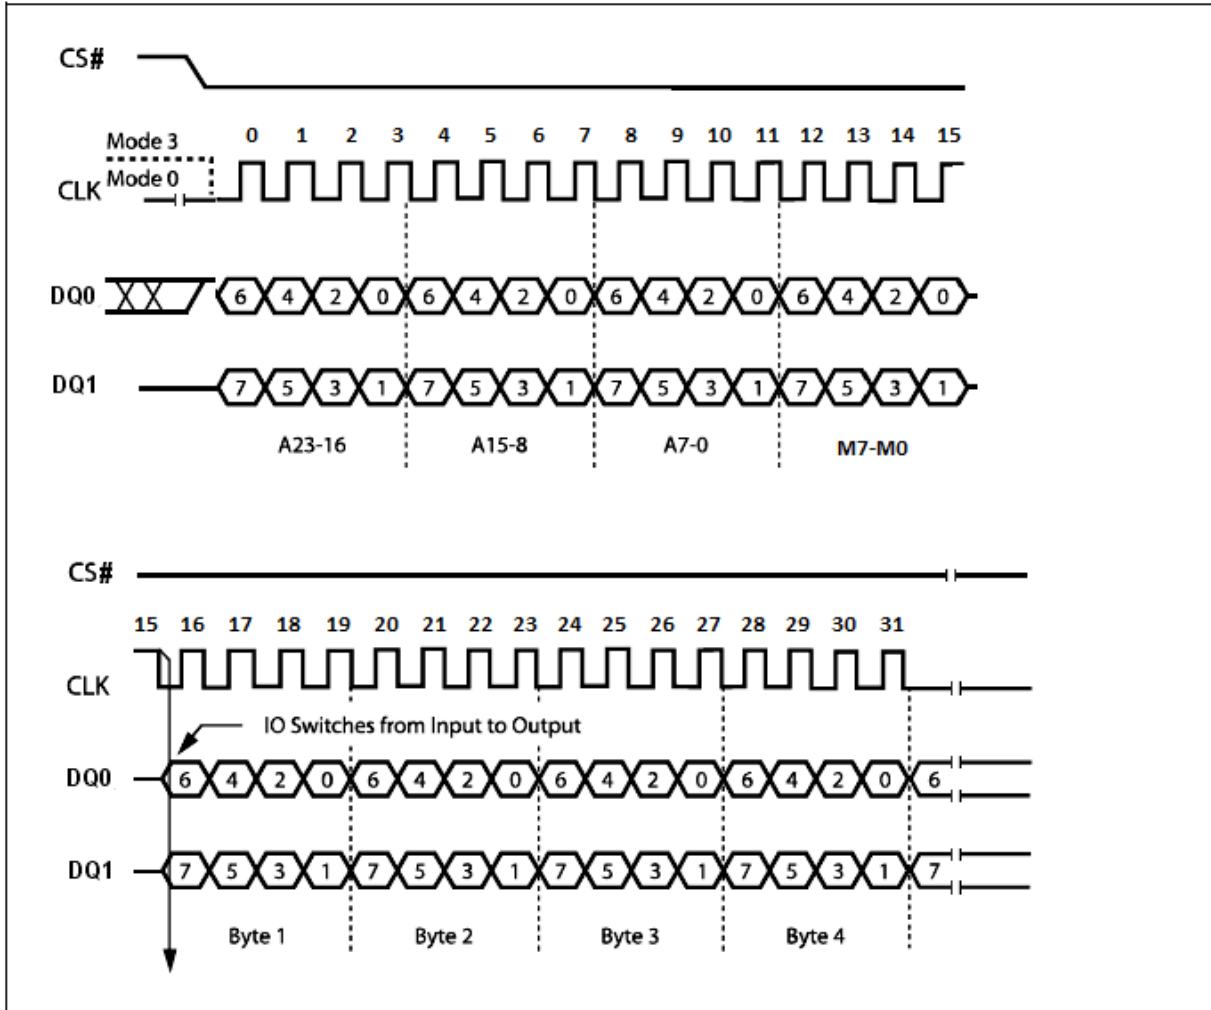 CS#
0 1 2 3 4 5 6 7 8 9 10 11 12 13 14 15
Mode 3
Mode 0
CLK
DQ0 6 4 2 0 6 4 2 0 6 4 2 0 6 4 2 0
DQ1 7 5 3 1 7 5 3 1 7 5 3 1 7 5 3 1
A23-16 A15-8 A7-0 M7-M0
CS#
15 16 17 18 19 20 21 22 23 24 25 26 27 28 29 30 31
CLK
IO Switches from Input to Output
DQ0 6 4 2 0 6 4 2 0 6 4 2 0 6 4 2 0 6
DQ1 7 5 3 1 7 5 3 1 7 5 3 1 7 5 3 1 7
Byte 1 Byte 2 Byte 3 Byte 4